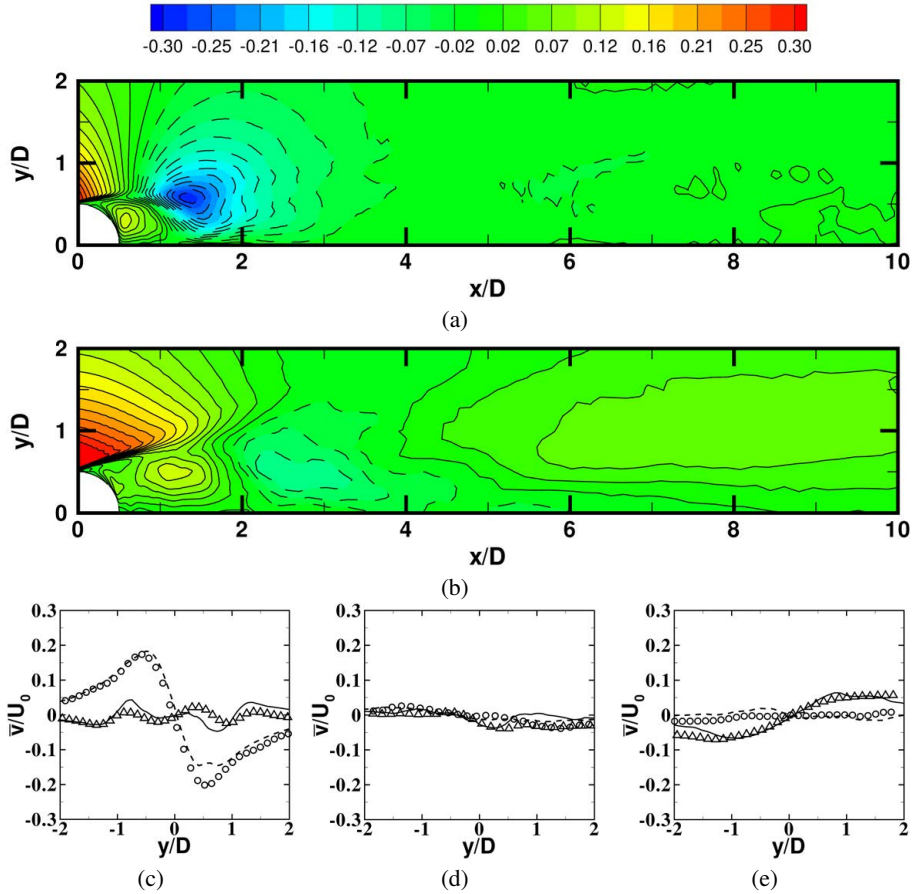 -0.30 -0.25 -0.21 -0.16 -0.12 -0.07 -0.02 0.02 0.07 0.12 0.16 0.21 0.25 0.30
2
1
0
y/D
0 2 4 6 8 10
x/D
(a)
2
1
0
y/D
0 2 4 6 8 10
x/D
(b)
0.3
0.2
0.1
0
-0.1
-0.2
-0.3
v̅/U₀
-2 -1 0 1 2
y/D
(c)
0.3
0.2
0.1
0
-0.1
-0.2
-0.3
v̅/U₀
-2 -1 0 1 2
y/D
(d)
0.3
0.2
0.1
0
-0.1
-0.2
-0.3
v̅/U₀
-2 -1 0 1 2
y/D
(e)